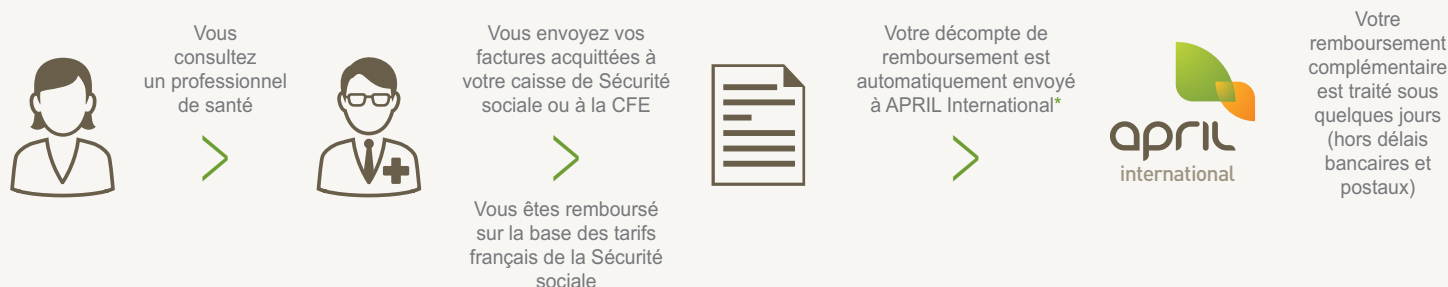 Vous
consultez
un professionnel
de santé
Vous envoyez vos
factures acquittées à
votre caisse de Sécurité
sociale ou à la CFE
Vous êtes remboursé
sur la base des tarifs
français de la Sécurité
sociale
Votre décompte de
remboursement est
automatiquement envoyé
à APRIL International*
april
international
Votre
remboursement
complémentaire
est traité sous
quelques jours
(hors délais
bancaires et
postaux)